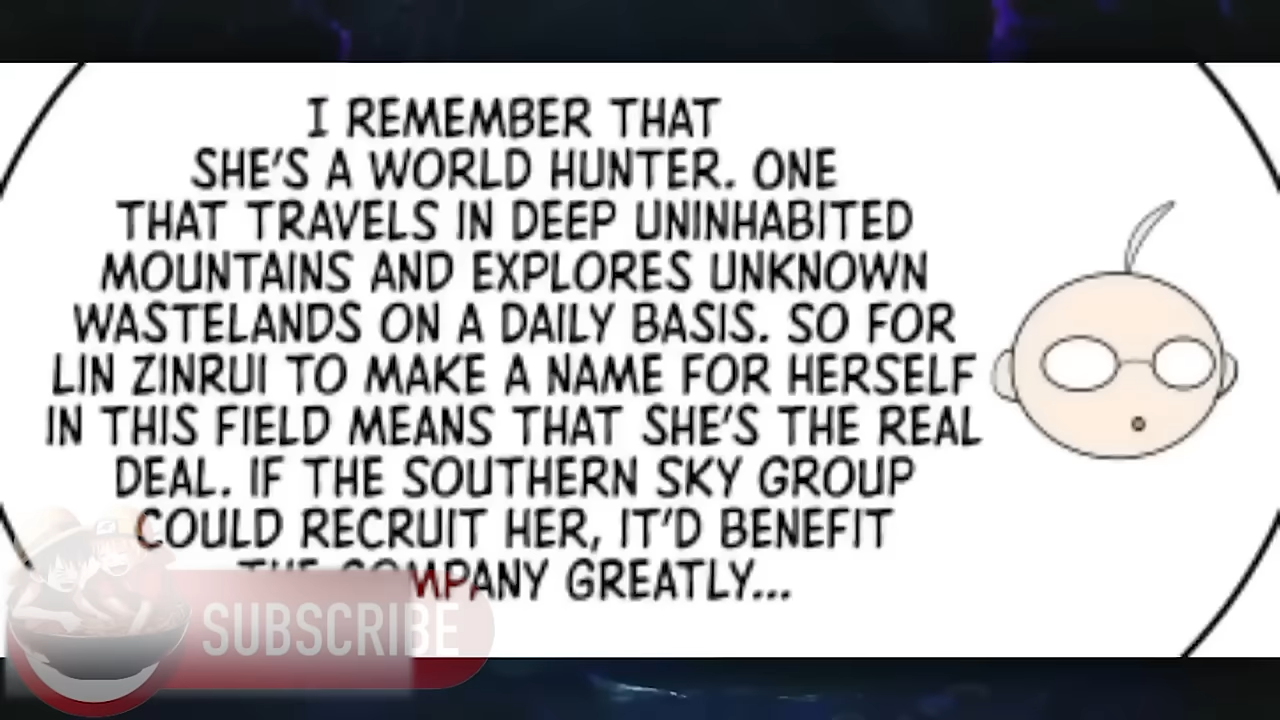 I REMEMBER THAT
SHE'S A WORLD HUNTER. ONE
THAT TRAVELS IN DEEP UNINHABITED
MOUNTAINS AND EXPLORES UNKNOWN
WASTELANDS ON A DAILY BASIS. SO FOR
LIN ZINRUI TO MAKE A NAME FOR HERSELF
IN THIS FIELD MEANS THAT SHE'S THE REAL
DEAL. IF THE SOUTHERN SKY GROUP
COULD RECRUIT HER, IT'D BENEFIT
THE COMPANY GREATLY...
SUBSCRIBE